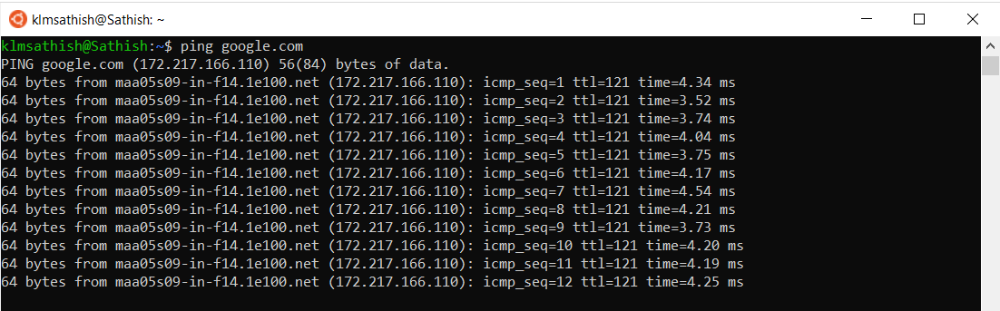 klmsathish@Sathish: ~
klmsathish@Sathish:~$ ping google.com
PING google.com (172.217.166.110) 56(84) bytes of data.
64 bytes from maa05s09-in-f14.1e100.net (172.217.166.110): icmp_seq=1 ttl=121 time=4.34 ms
64 bytes from maa05s09-in-f14.1e100.net (172.217.166.110): icmp_seq=2 ttl=121 time=3.52 ms
64 bytes from maa05s09-in-f14.1e100.net (172.217.166.110): icmp_seq=3 ttl=121 time=3.74 ms
64 bytes from maa05s09-in-f14.1e100.net (172.217.166.110): icmp_seq=4 ttl=121 time=4.04 ms
64 bytes from maa05s09-in-f14.1e100.net (172.217.166.110): icmp_seq=5 ttl=121 time=3.75 ms
64 bytes from maa05s09-in-f14.1e100.net (172.217.166.110): icmp_seq=6 ttl=121 time=4.17 ms
64 bytes from maa05s09-in-f14.1e100.net (172.217.166.110): icmp_seq=7 ttl=121 time=4.54 ms
64 bytes from maa05s09-in-f14.1e100.net (172.217.166.110): icmp_seq=8 ttl=121 time=4.21 ms
64 bytes from maa05s09-in-f14.1e100.net (172.217.166.110): icmp_seq=9 ttl=121 time=3.73 ms
64 bytes from maa05s09-in-f14.1e100.net (172.217.166.110): icmp_seq=10 ttl=121 time=4.20 ms
64 bytes from maa05s09-in-f14.1e100.net (172.217.166.110): icmp_seq=11 ttl=121 time=4.19 ms
64 bytes from maa05s09-in-f14.1e100.net (172.217.166.110): icmp_seq=12 ttl=121 time=4.25 ms